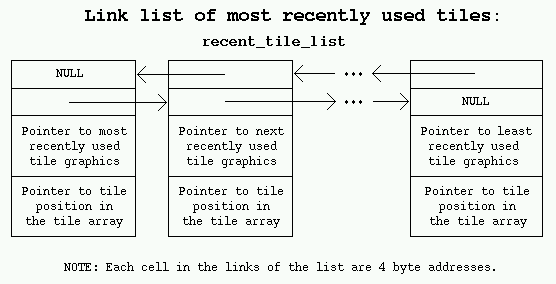 Link list of most recently used tiles:
recent_tile_list
NULL
...
...
NULL
Pointer to most
recently used
tile graphics
Pointer to next
recently used
tile graphics
Pointer to least
recently used
tile graphics
Pointer to tile
position in
the tile array
Pointer to tile
position in
the tile array
Pointer to tile
position in
the tile array
NOTE: Each cell in the links of the list are 4 byte addresses.